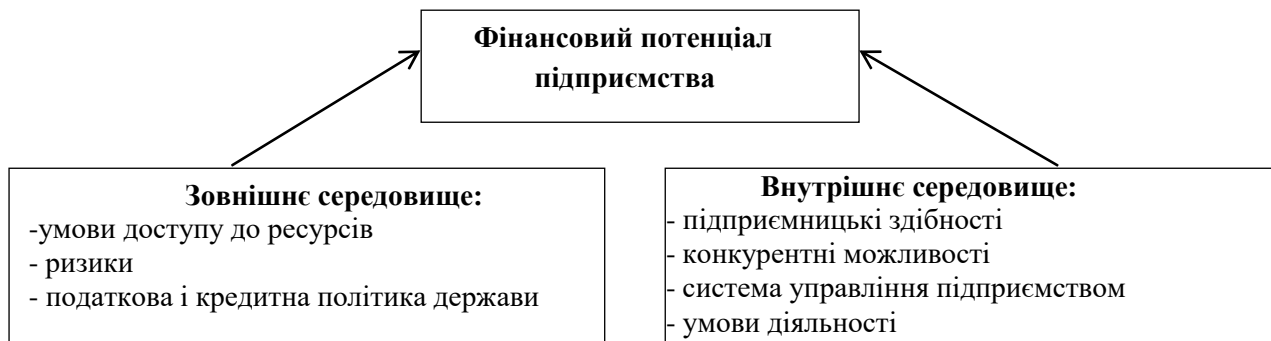 Фінансовий потенціал
підприємства
Зовнішнє середовище:
-умови доступу до ресурсів
- ризики
- податкова і кредитна політика держави
Внутрішнє середовище:
- підприємницькі здібності
- конкурентні можливості
- система управління підприємством
- умови діяльності